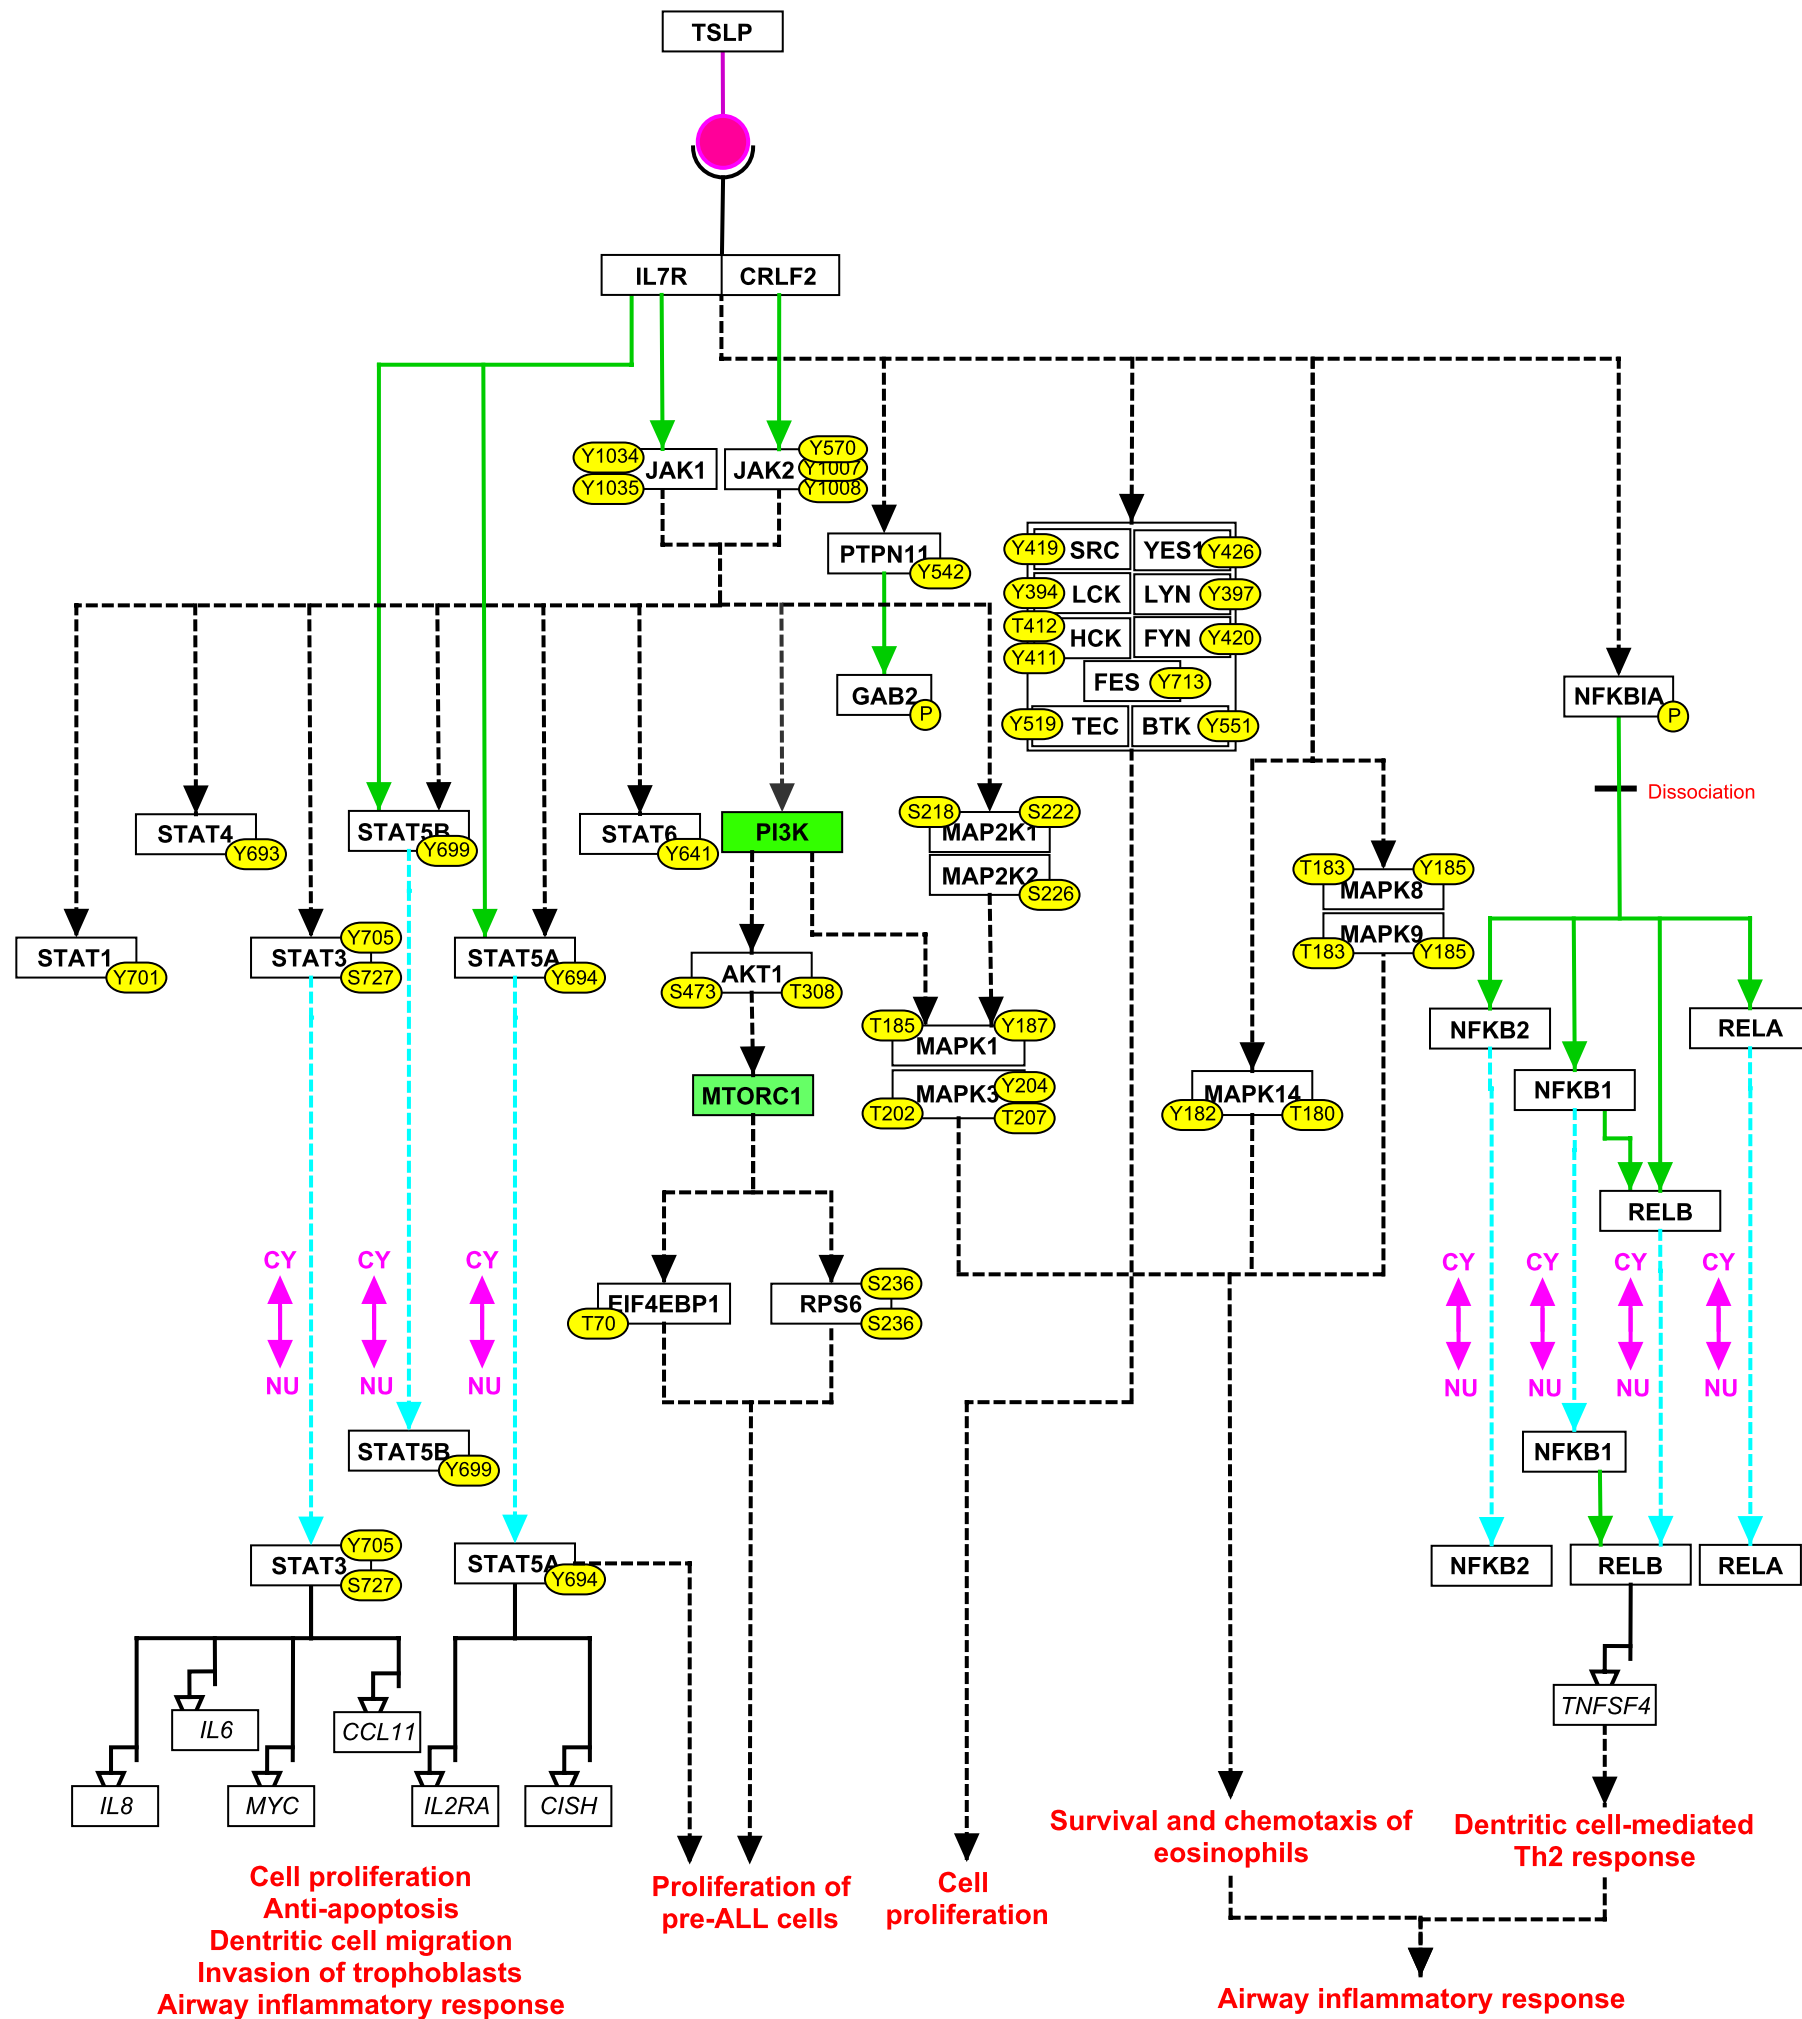 TSLP
IL7R CRLF2
Y1034 JAK1 JAK2 Y570
Y1007
Y1035 Y1008
PTPN11
Y542
Y419 SRC YES1 Y426
Y394 LCK LYN Y397
T412
HCK FYN Y420
Y411
FES Y713
Y519 TEC BTK Y551
GAB2
P
NFKBIA
P
Dissociation
STAT4
Y693
STAT5B
Y699
STAT6
Y641
PI3K
S218 S222
MAP2K1
MAP2K2
S226
T183 Y185
MAPK8
MAPK9
T183 Y185
STAT1
Y701
Y705
STAT3
S727
STAT5A
Y694
AKT1
S473 T308
T185 Y187
MAPK1
MAPK3 Y204
T202 T207
MTORC1
MAPK14
Y182 T180
NFKB2
RELA
NFKB1
RELB
CY CY CY
NU NU NU
EIF4EBP1
T70
S236
RPS6
S236
CY CY CY CY
NU NU NU NU
STAT5B
Y699
NFKB1
Y705
STAT3
S727
STAT5A
Y694
NFKB2 RELB RELA
IL6 CCL11
IL8 MYC IL2RA CISH
TNFSF4
Cell proliferation
Anti-apoptosis
Dentritic cell migration
Invasion of trophoblasts
Airway inflammatory response
Proliferation of
pre-ALL cells
Cell
proliferation
Survival and chemotaxis of
eosinophils
Dentritic cell-mediated
Th2 response
Airway inflammatory response